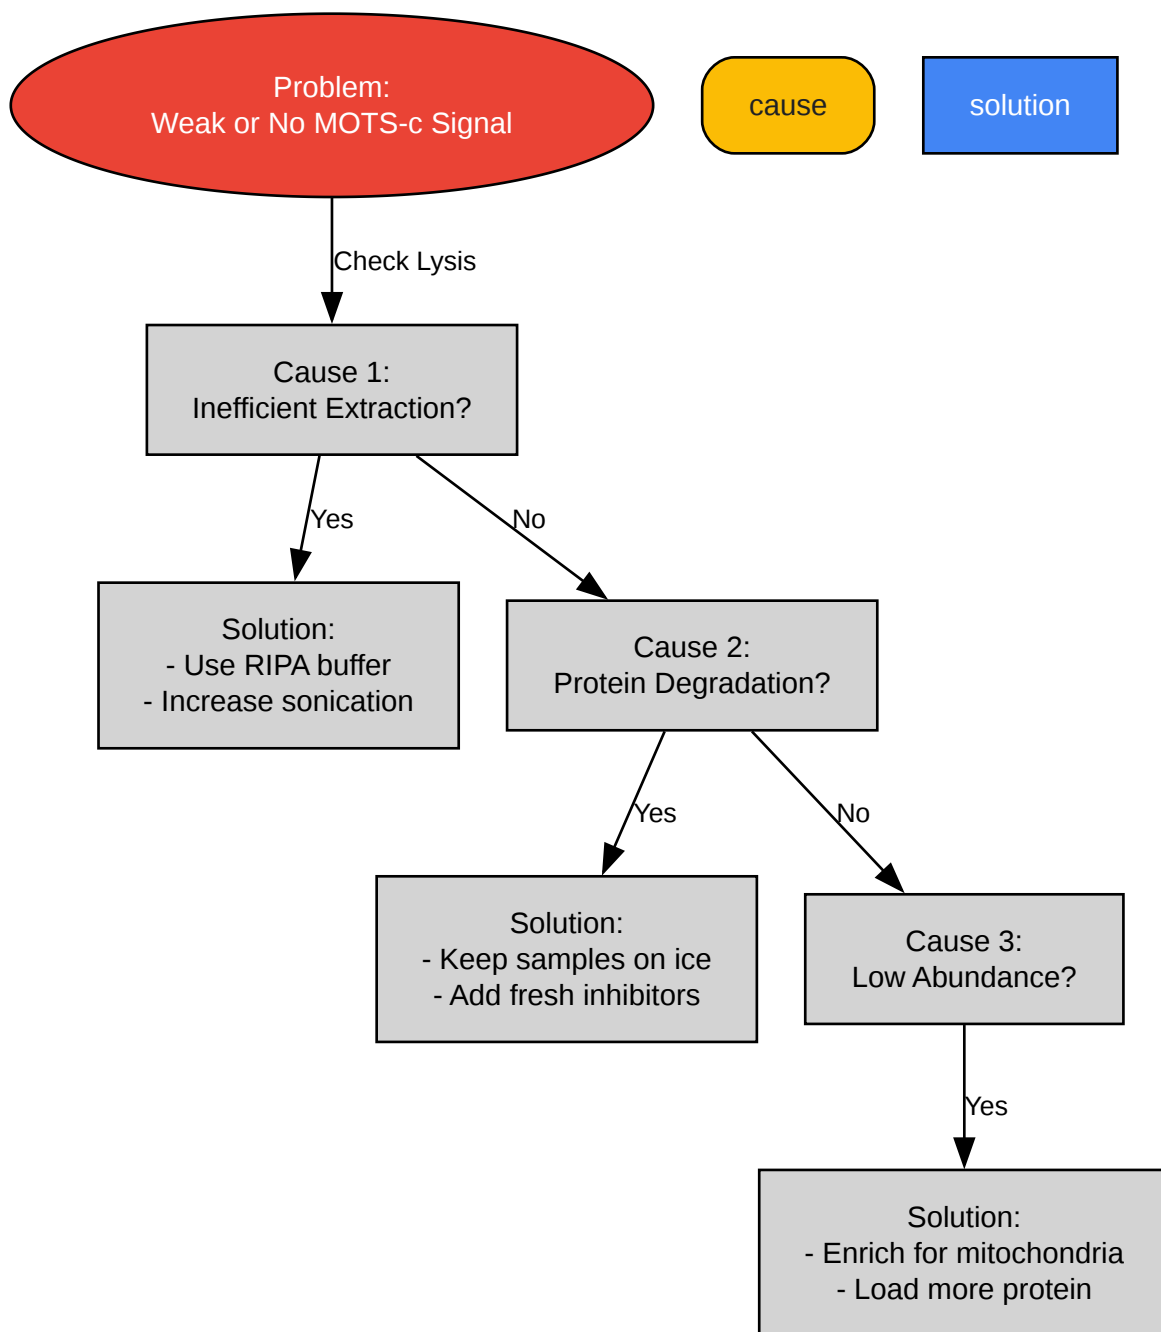 Problem:
Weak or No MOTS-c Signal
cause
solution
Check Lysis
Cause 1:
Inefficient Extraction?
Yes
No
Solution:
- Use RIPA buffer
- Increase sonication
Cause 2:
Protein Degradation?
Yes
No
Solution:
- Keep samples on ice
- Add fresh inhibitors
Cause 3:
Low Abundance?
Yes
Solution:
- Enrich for mitochondria
- Load more protein